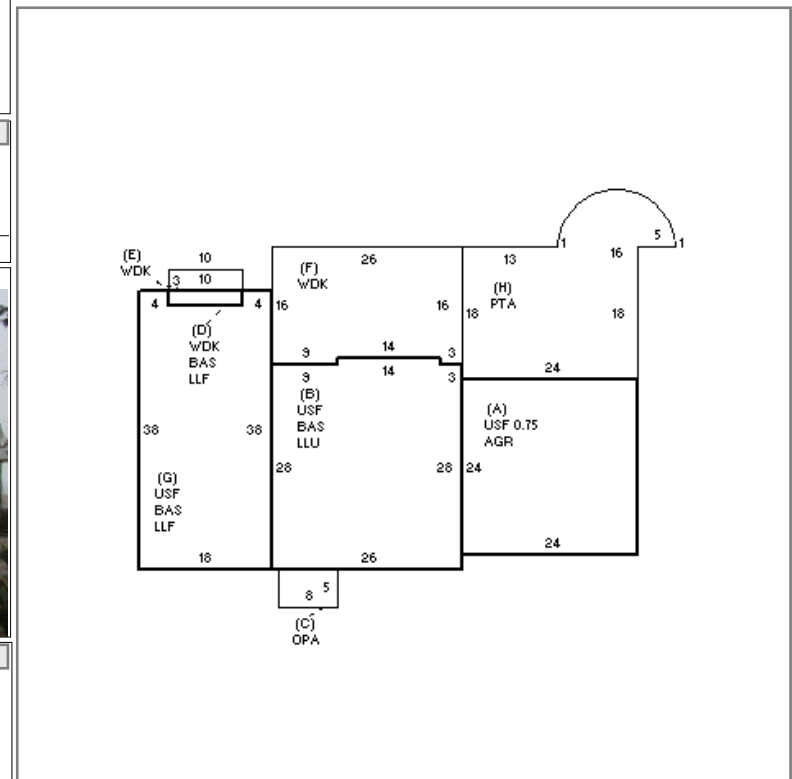 5
1
1
16
(E)
WDK
10
3
10
(F)
WDK
26
13
(H)
PTA
4
4
16
16
18
18
(D)
WDK
BAS
LLF
9
14
3
9
14
3
24
(B)
USF
BAS
LLU
(A)
USF 0.75
AGR
38
38
28
28
24
(G)
USF
BAS
LLF
18
26
24
8
5
(C)
OPA